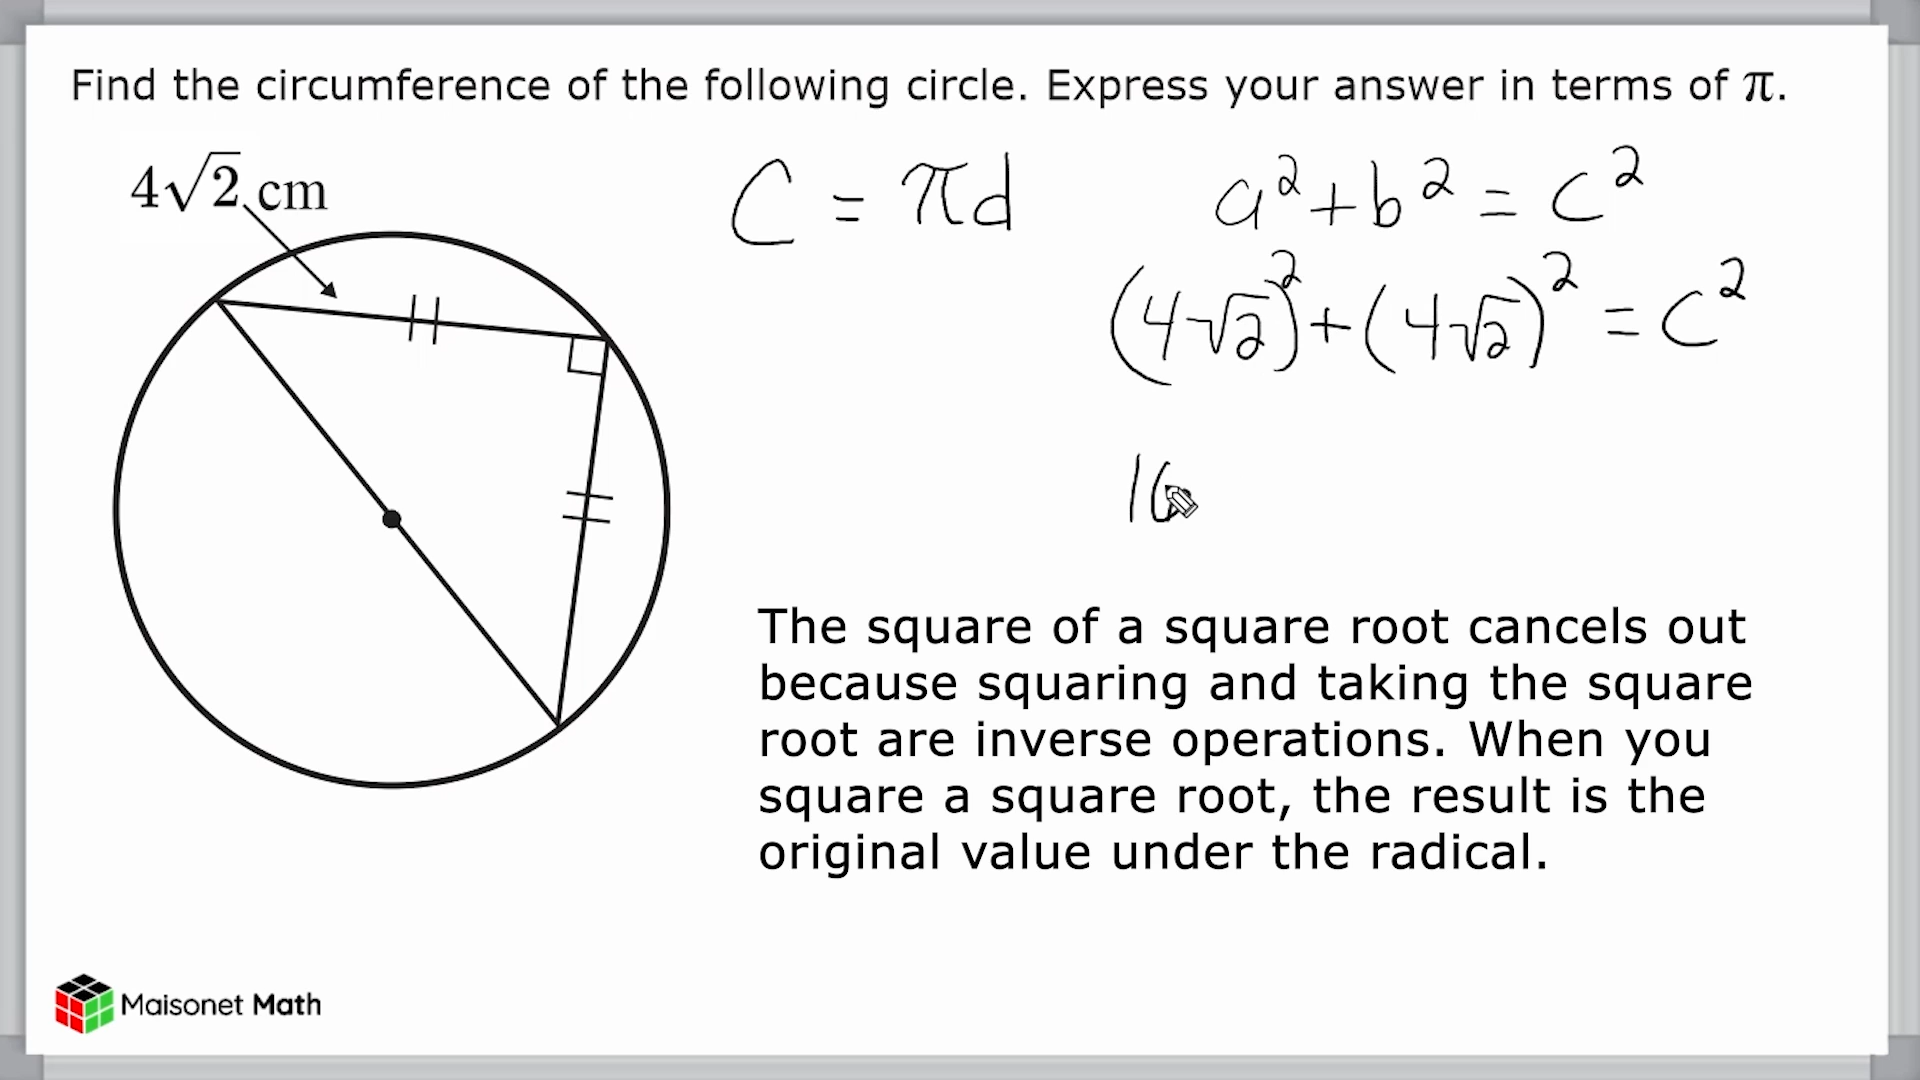 Find the circumference of the following circle. Express your answer in terms of π.
4√2 cm
C = πd
a² + b² = c²
(4√2)² + (4√2)² = c²
16
The square of a square root cancels out
because squaring and taking the square
root are inverse operations. When you
square a square root, the result is the
original value under the radical.
Maisonet Math